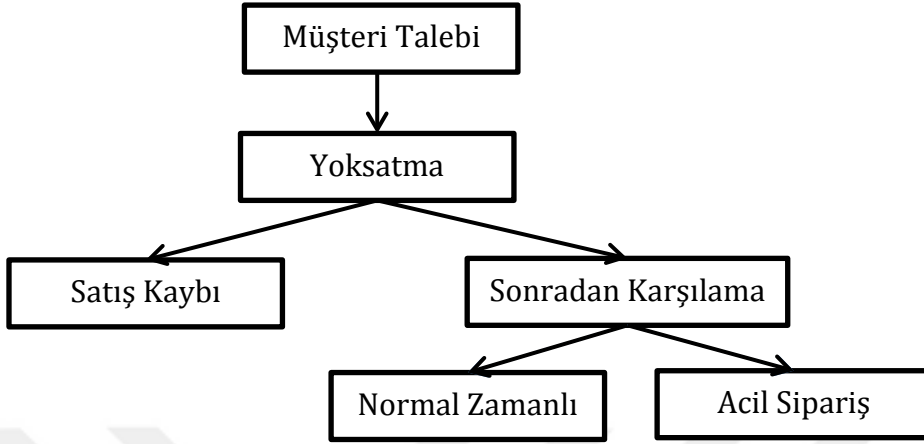 Müşteri Talebi
Yoksatma
Satış Kaybı
Sonradan Karşılama
Normal Zamanlı
Acil Sipariş